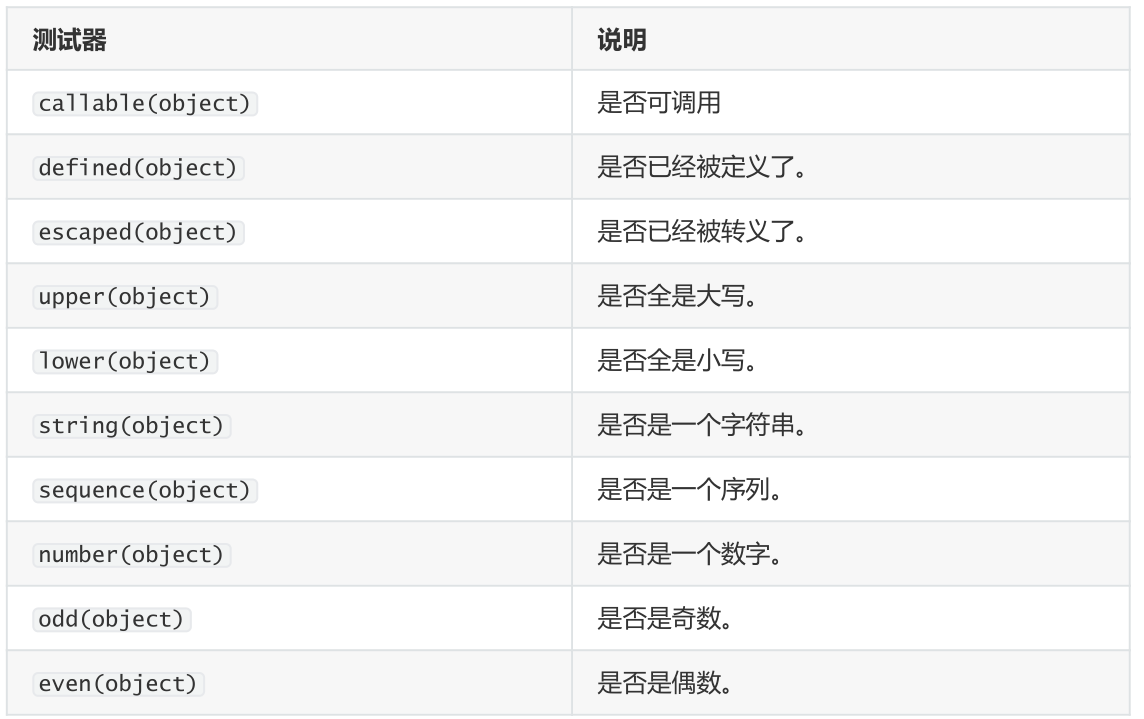 测试器 说明
callable(object) 是否可调用
defined(object) 是否已经被定义了。
escaped(object) 是否已经被转义了。
upper(object) 是否全是大写。
lower(object) 是否全是小写。
string(object) 是否是一个字符串。
sequence(object) 是否是一个序列。
number(object) 是否是一个数字。
odd(object) 是否是奇数。
even(object) 是否是偶数。